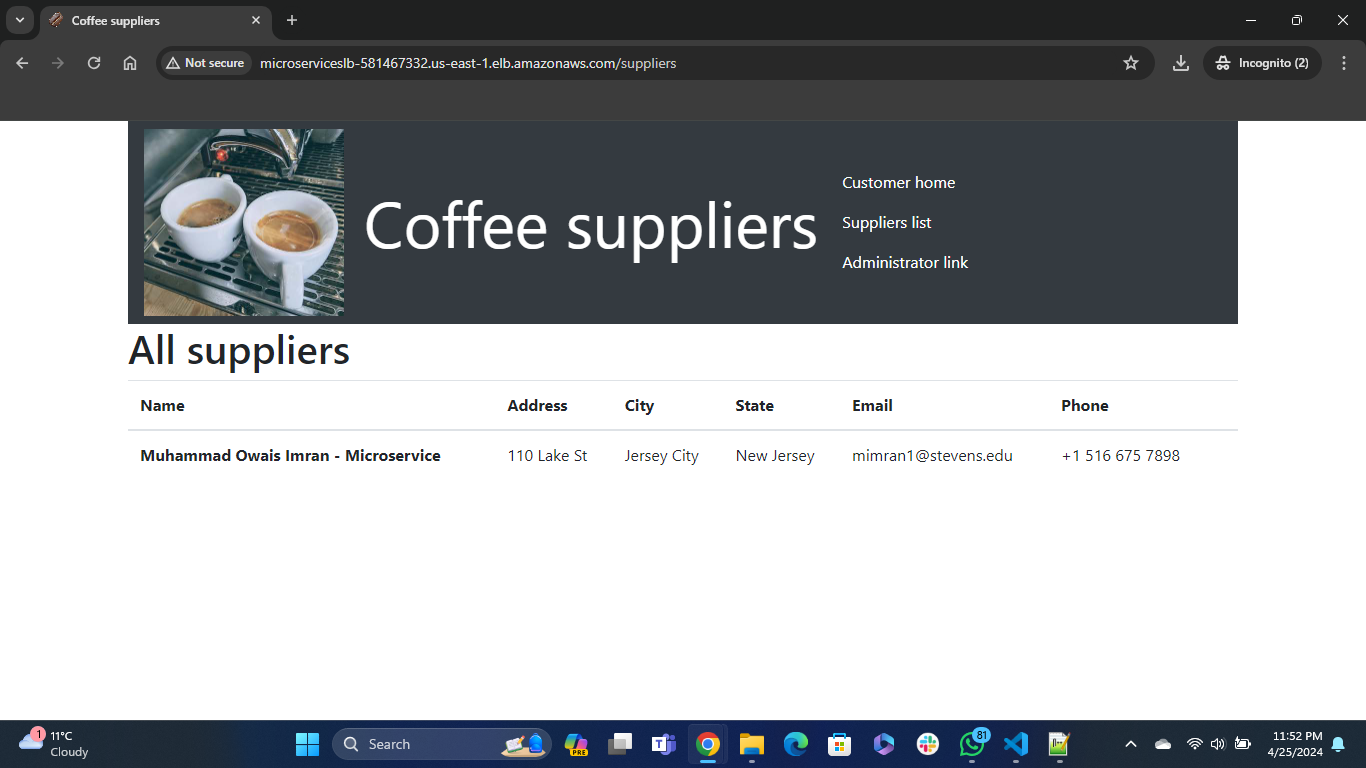 Coffee suppliers
Not secure microserviceslb-581467332.us-east-1.elb.amazonaws.com/suppliers Incognito (2)
Coffee suppliers
Customer home
Suppliers list
Administrator link
All suppliers
Name Address City State Email Phone
Muhammad Owais Imran - Microservice 110 Lake St Jersey City New Jersey mimran1@stevens.edu +1 516 675 7898
1 11°C
Cloudy
Search
PRE
81
11:52 PM
4/25/2024